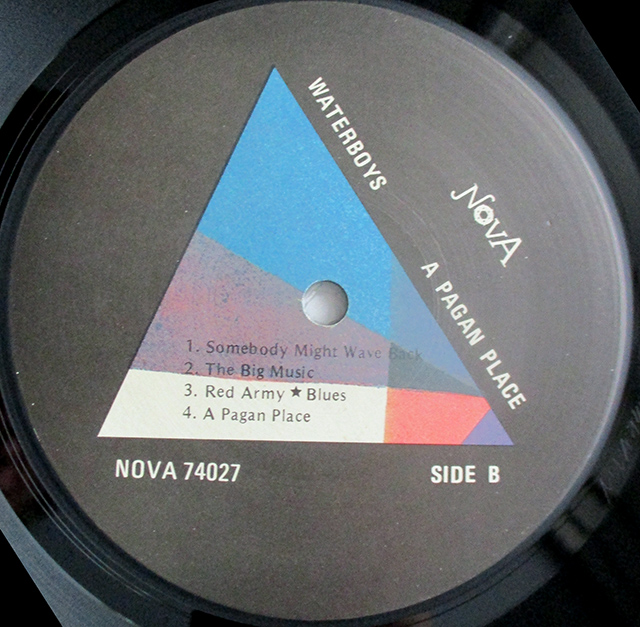 WATERBOYS
NOVA
A PAGAN PLACE
1. Somebody Might Wave Back
2. The Big Music
3. Red Army ★ Blues
4. A Pagan Place
NOVA 74027
SIDE B